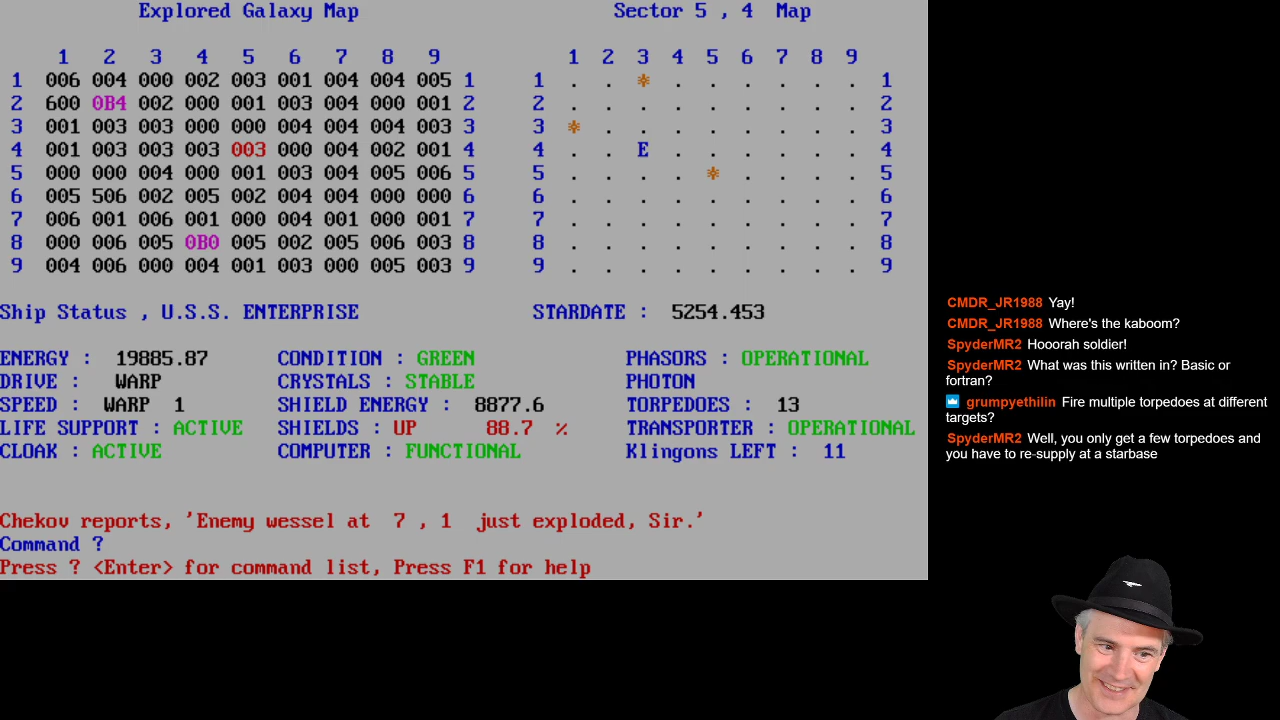 Explored Galaxy Map Sector 5 , 4 Map
1 2 3 4 5 6 7 8 9 1 2 3 4 5 6 7 8 9
1 006 004 000 002 003 001 004 004 005 1 1 . . * . . . . . . 1
2 600 0B4 002 000 001 003 004 000 001 2 2 . . . . . . . . . 2
3 001 003 003 000 000 004 004 004 003 3 3 * . . . . . . . . 3
4 001 003 003 003 003 000 004 002 001 4 4 . . E . . . . . . 4
5 000 000 004 000 001 003 004 005 006 5 5 . . . . * . . . . 5
6 005 506 002 005 002 004 004 000 000 6 6 . . . . . . . . . 6
7 006 001 006 001 000 004 001 000 001 7 7 . . . . . . . . . 7
8 000 006 005 0B0 005 002 005 006 003 8 8 . . . . . . . . . 8
9 004 006 000 004 001 003 000 005 003 9 9 . . . . . . . . . 9
Ship Status , U.S.S. ENTERPRISE STARDATE : 5254.453
ENERGY : 19885.87 CONDITION : GREEN PHASORS : OPERATIONAL
DRIVE : WARP CRYSTALS : STABLE PHOTON
SPEED : WARP 1 SHIELD ENERGY : 8877.6 TORPEDOES : 13
LIFE SUPPORT : ACTIVE SHIELDS : UP 88.7 % TRANSPORTER : OPERATIONAL
CLOAK : ACTIVE COMPUTER : FUNCTIONAL Klingons LEFT : 11
Chekov reports, 'Enemy wessel at 7 , 1 just exploded, Sir.'
Command ?
Press ? <Enter> for command list, Press F1 for help
CMDR_JR1988 Yay!
CMDR_JR1988 Where's the kaboom?
SpyderMR2 Hooorah soldier!
SpyderMR2 What was this written in? Basic or
fortran?
grumpyethilin Fire multiple torpedoes at different
targets?
SpyderMR2 Well, you only get a few torpedoes and
you have to re-supply at a starbase